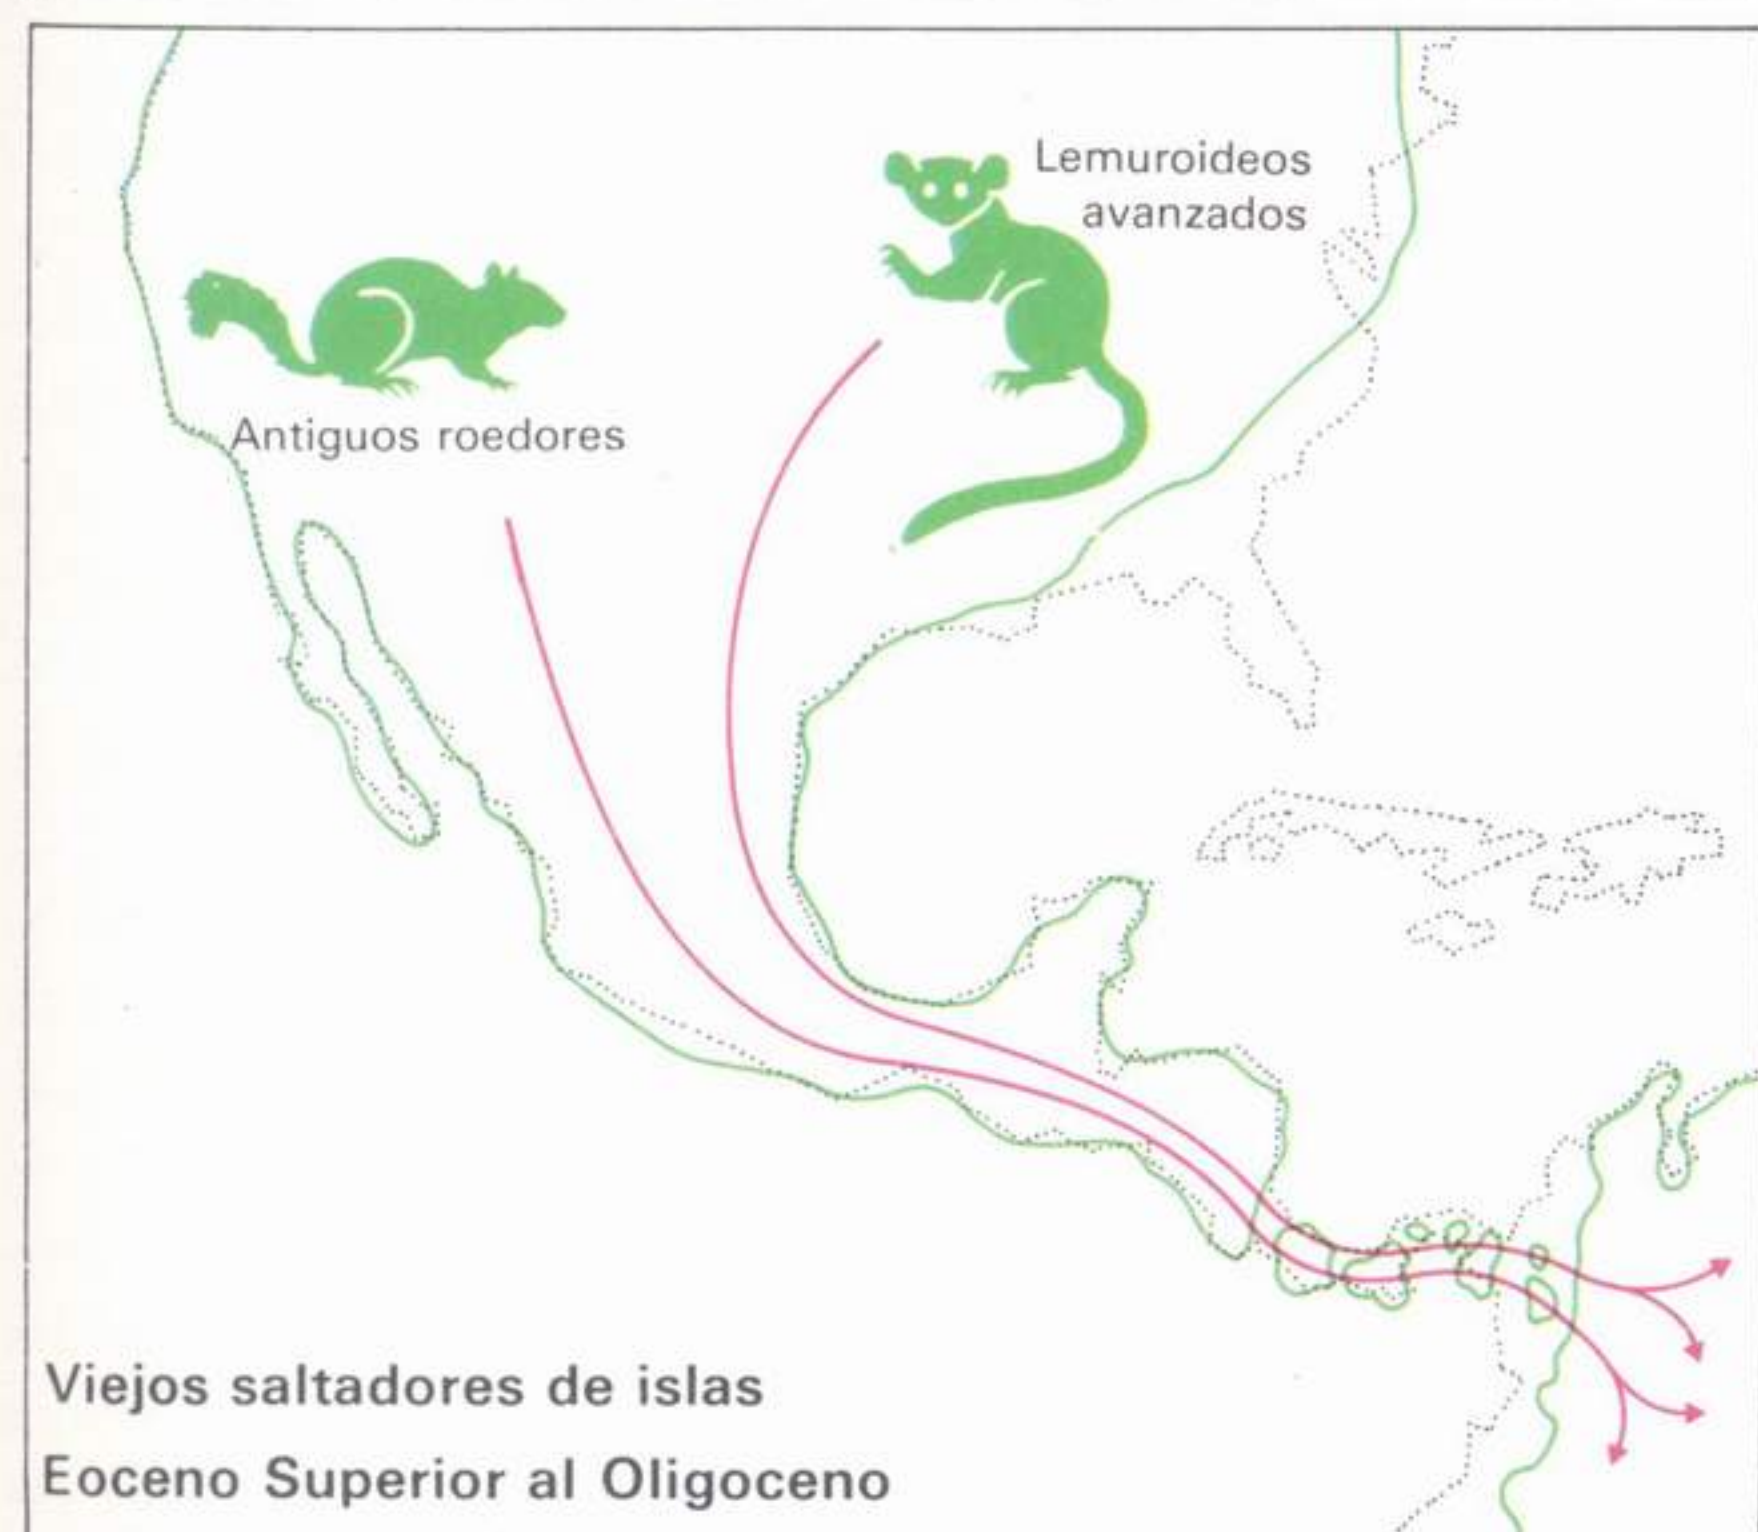 Lemuroideos
avanzados
Antiguos roedores
Viejos saltadores de islas
Eoceno Superior al Oligoceno